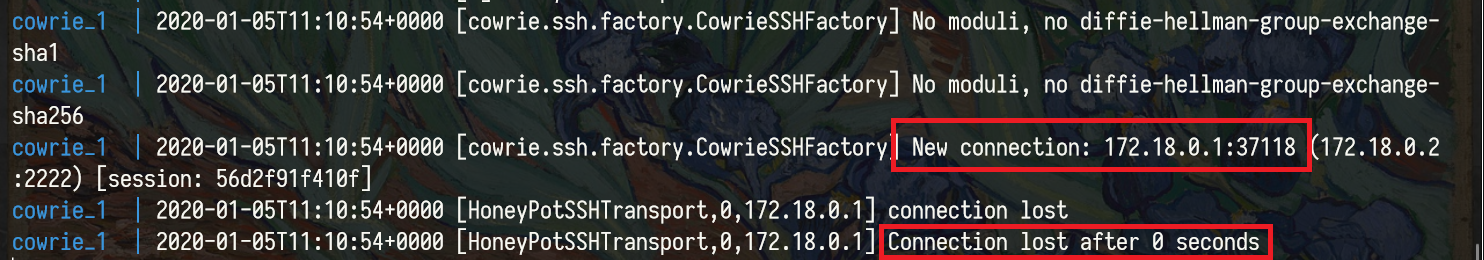 cowrie_1  | 2020-01-05T11:10:54+0000 [cowrie.ssh.factory.CowrieSSHFactory] No moduli, no diffie-hellman-group-exchange-
sha1
cowrie_1  | 2020-01-05T11:10:54+0000 [cowrie.ssh.factory.CowrieSSHFactory] No moduli, no diffie-hellman-group-exchange-
sha256
cowrie_1  | 2020-01-05T11:10:54+0000 [cowrie.ssh.factory.CowrieSSHFactory] New connection: 172.18.0.1:37118 (172.18.0.2
:2222) [session: 56d2f91f410f]
cowrie_1  | 2020-01-05T11:10:54+0000 [HoneyPotSSHTransport,0,172.18.0.1] connection lost
cowrie_1  | 2020-01-05T11:10:54+0000 [HoneyPotSSHTransport,0,172.18.0.1] Connection lost after 0 seconds